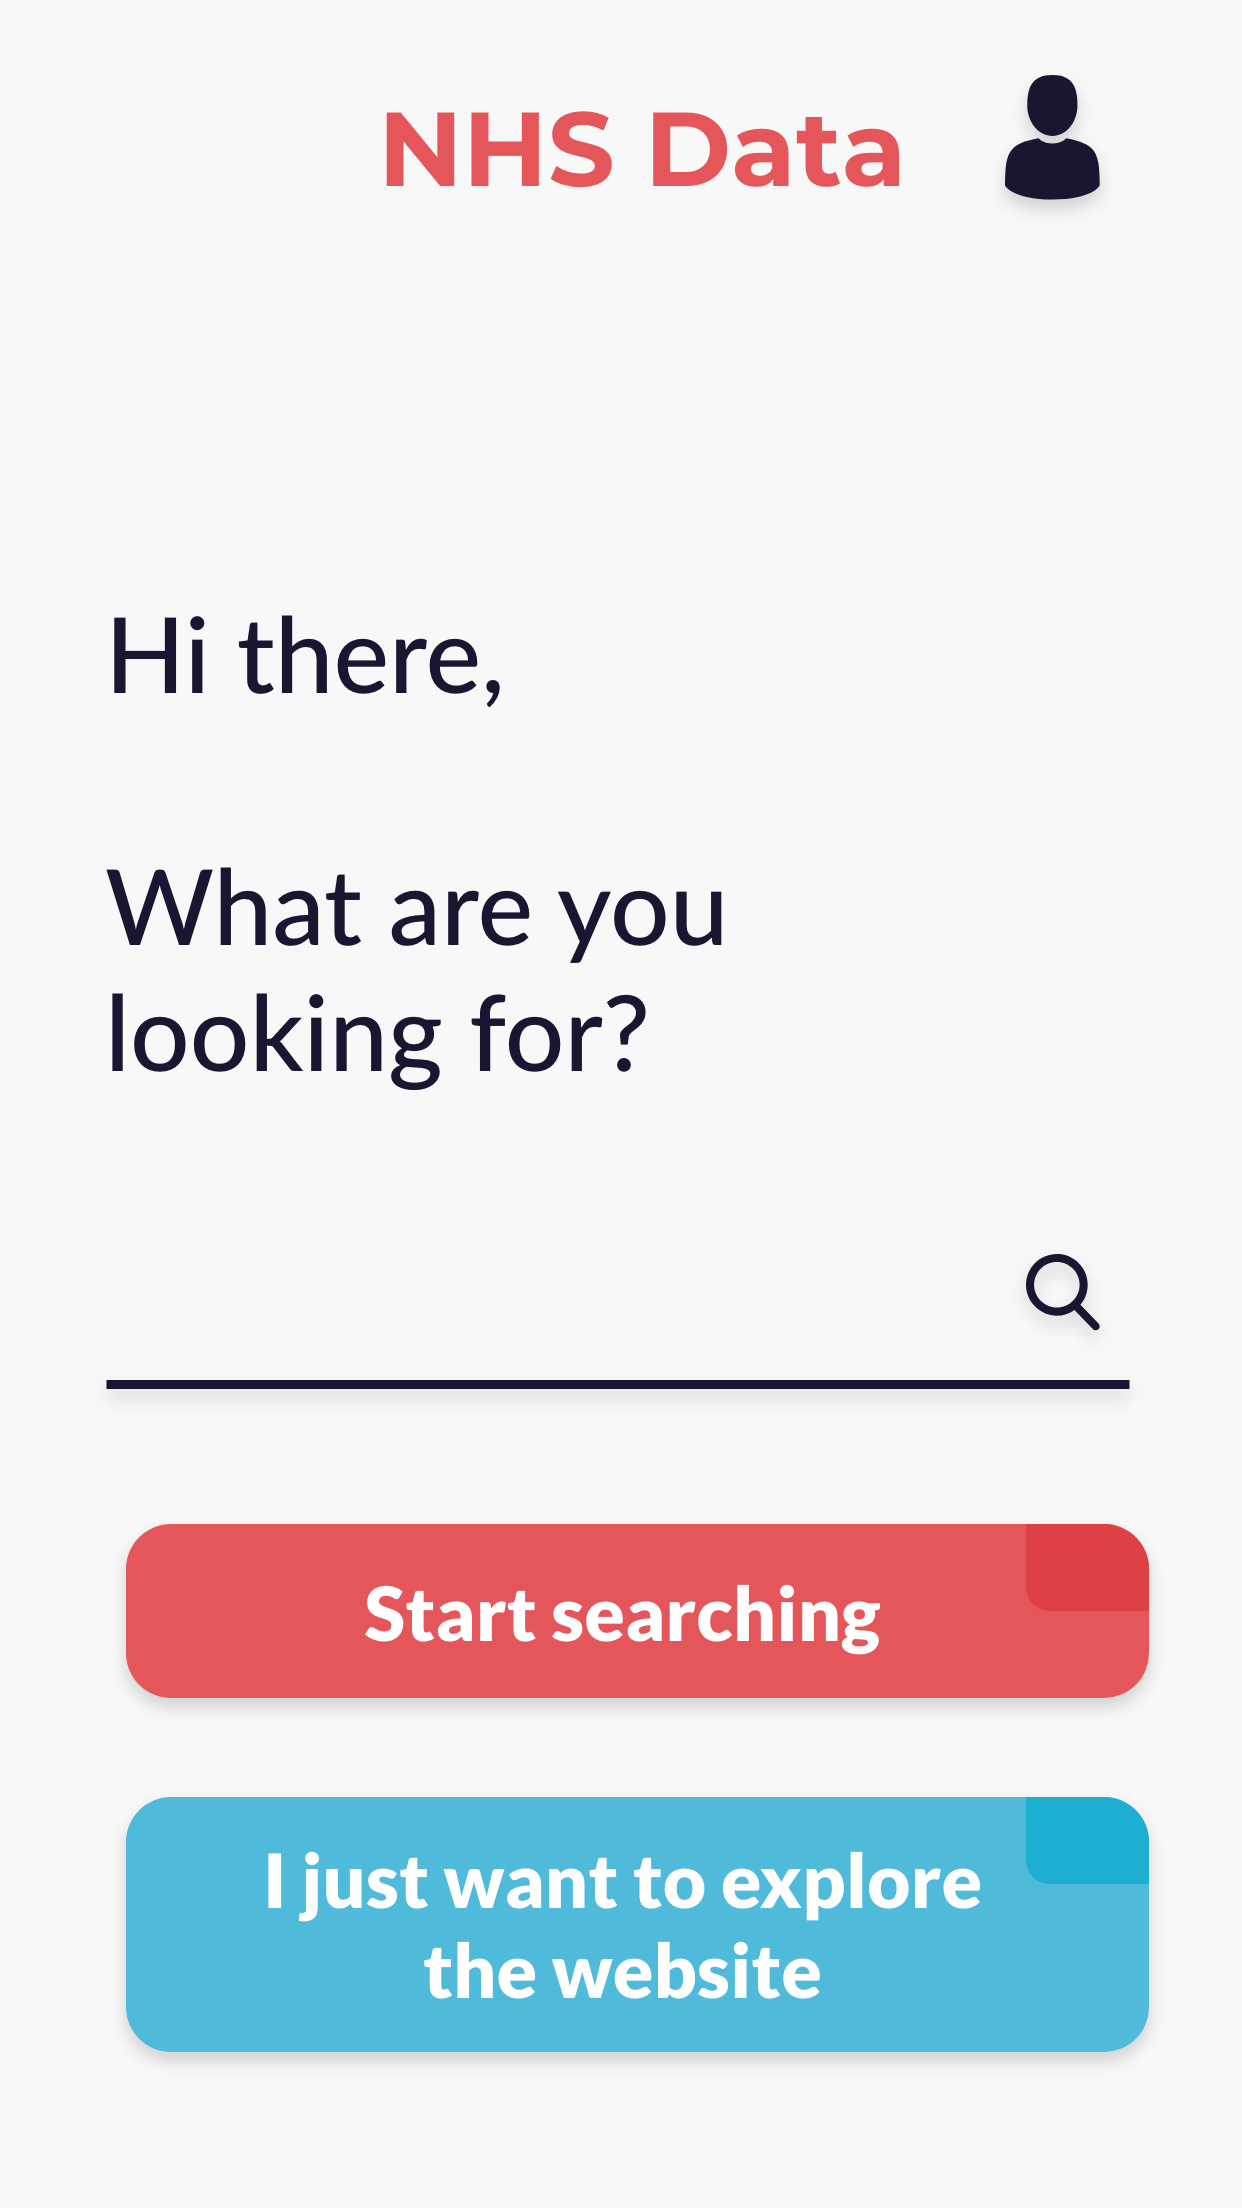 NHS Data
Hi there,
What are you
looking for?
Start searching
I just want to explore
the website